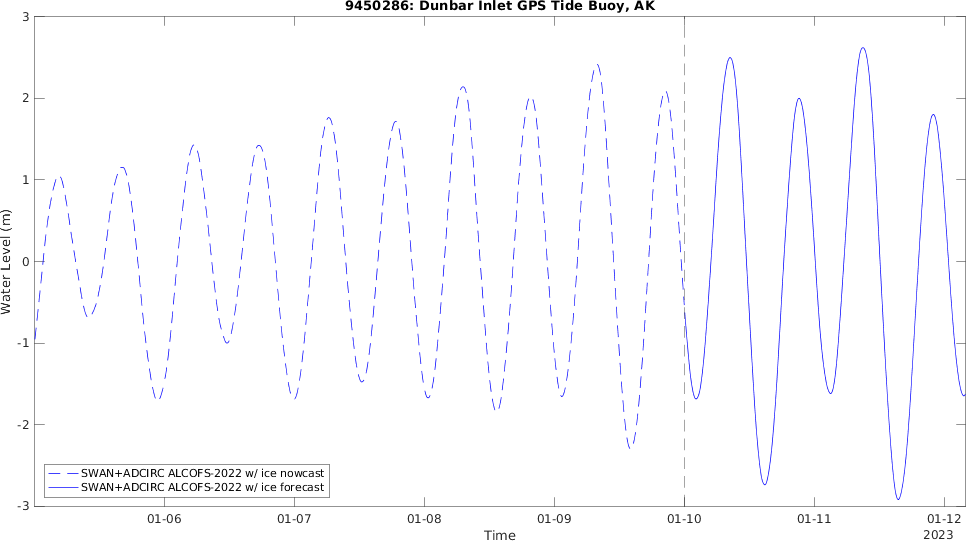 9450286: Dunbar Inlet GPS Tide Buoy, AK
3
2
1
0
-1
-2
-3
Water Level (m)
SWAN+ADCIRC ALCOFS-2022 w/ ice nowcast
SWAN+ADCIRC ALCOFS-2022 w/ ice forecast
01-06 01-07 01-08 01-09 01-10 01-11 01-12
Time
2023